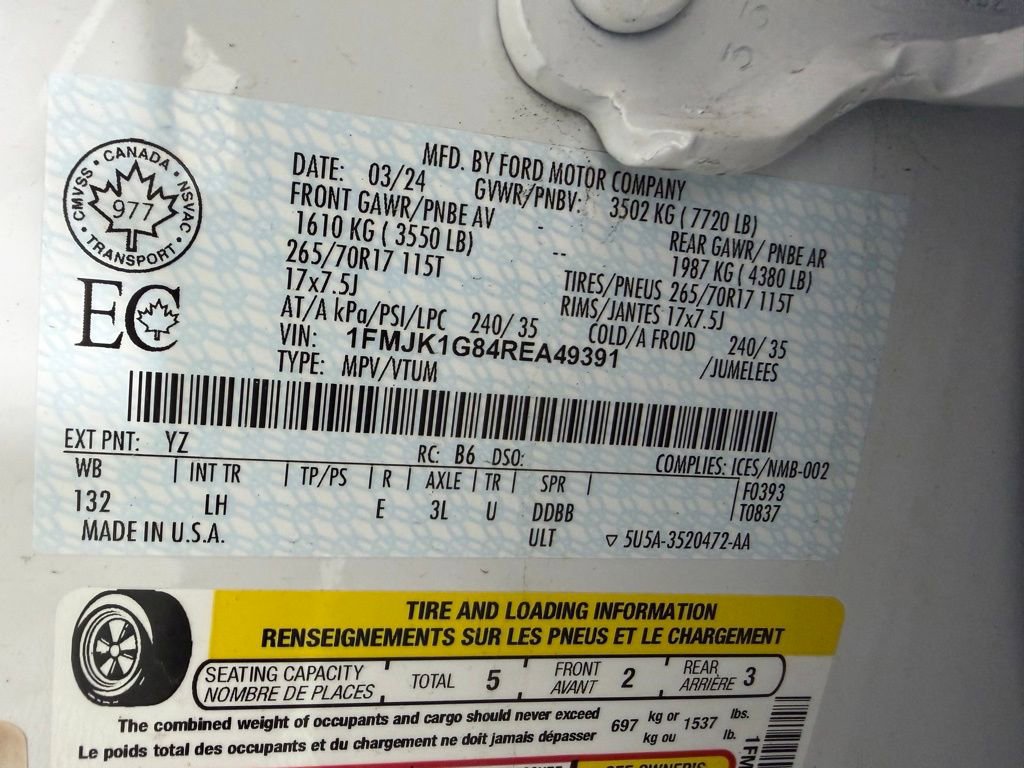 CANADA
CMVSS • NSVAC
977
TRANSPORT
EC
MFD. BY FORD MOTOR COMPANY
DATE: 03/24 GVWR/PNBV: 3502 KG ( 7720 LB)
FRONT GAWR/PNBE AV - REAR GAWR/ PNBE AR
1610 KG ( 3550 LB) -- 1987 KG ( 4380 LB)
265/70R17 115T TIRES/PNEUS 265/70R17 115T
17x7.5J RIMS/JANTES 17x7.5J
AT/A kPa/PSI/LPC 240/ 35 COLD/A FROID 240/ 35
VIN: 1FMJK1G84REA49391 /JUMELEES
TYPE: MPV/VTUM
EXT PNT: YZ RC: B6 DSO: COMPLIES: ICES/NMB-002
WB | INT TR | TP/PS | R | AXLE | TR | SPR | F0393
132 LH E 3L U DDBB T0837
MADE IN U.S.A. ULT ▽ 5U5A-3520472-AA
TIRE AND LOADING INFORMATION
RENSEIGNEMENTS SUR LES PNEUS ET LE CHARGEMENT
SEATING CAPACITY TOTAL 5 FRONT 2 REAR 3
NOMBRE DE PLACES AVANT ARRIÈRE
The combined weight of occupants and cargo should never exceed 697 kg or 1537 lbs.
Le poids total des occupants et du chargement ne doit jamais dépasser kg ou lb.
1FM